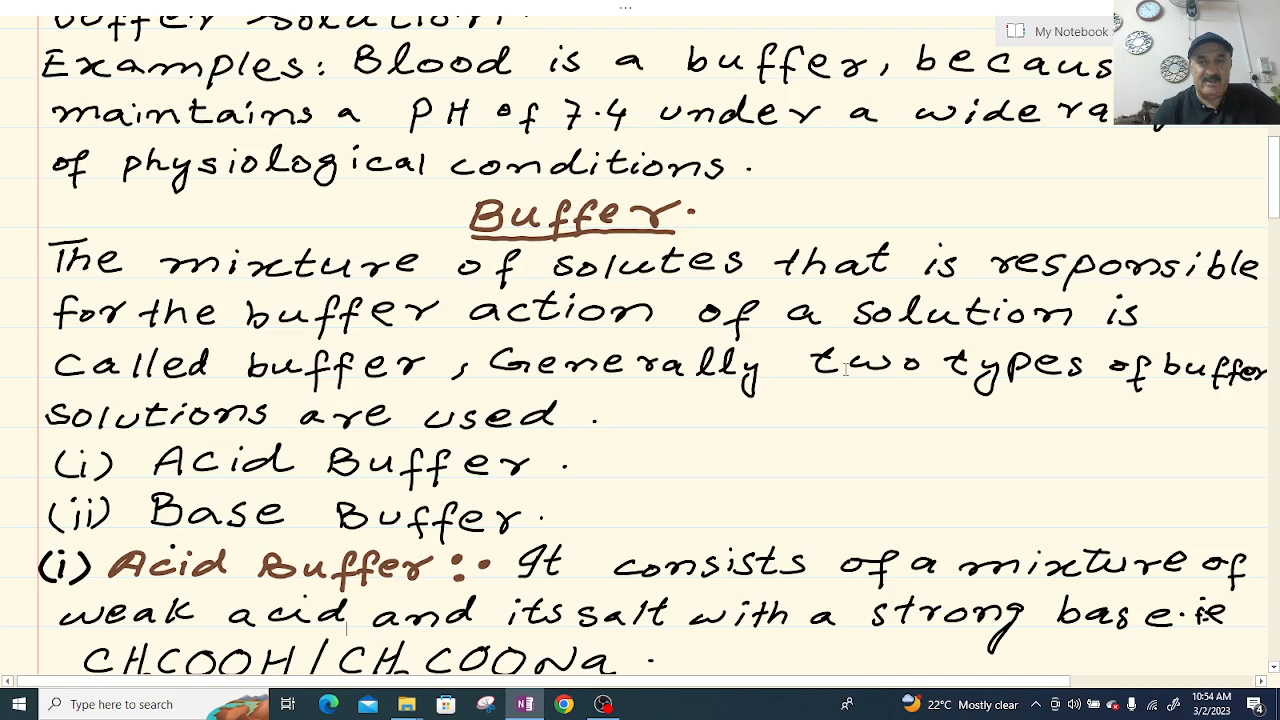 buffer solution.
My Notebook
Examples: Blood is a buffer, becaus
maintains a PH of 7.4 under a wide ra
of physiological conditions.
Buffer.
The mixture of solutes that is responsible
for the buffer action of a solution is
called buffer, Generally two types of buffer
solutions are used.
(i) Acid Buffer.
(ii) Base Buffer.
(i) Acid Buffer:- It consists of a mixture of
weak acid and its salt with a strong base.ie
CH3COOH/CH3COONa.
Type here to search
22°C Mostly clear
10:54 AM
3/2/2023
4